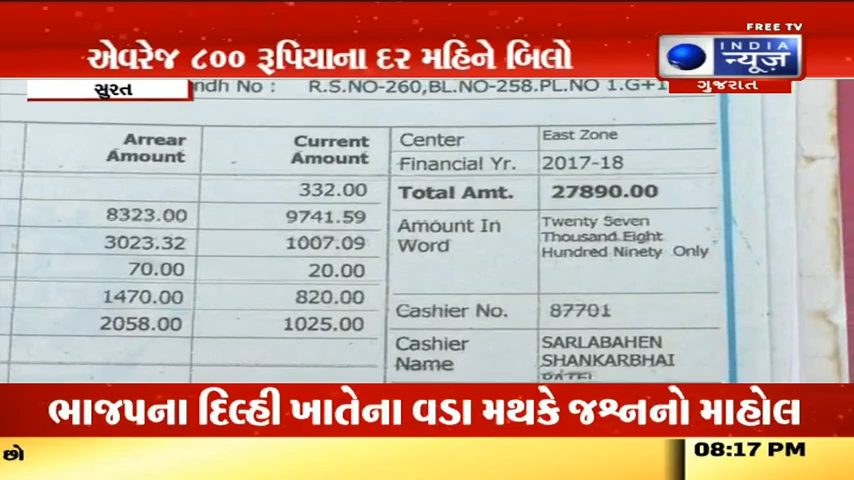 FREE TV
એવરેજ ૮૦૦ રૂપિયાના દર મહિને બિલો
INDIA
ન્યૂઝ
ગુજરાત
સુરત
ndh No : R.S.NO-260,BL.NO-258.PL.NO 1.G+1
Arrear Amount
Current Amount
Center East Zone
Financial Yr. 2017-18
332.00
Total Amt. 27890.00
8323.00 9741.59
Amount In Word
Twenty Seven
Thousand Eight
Hundred Ninety Only
3023.32 1007.09
70.00 20.00
1470.00 820.00
Cashier No. 87701
2058.00 1025.00
Cashier Name
SARLABAHEN
SHANKARBHAI
ભાજપના દિલ્હી ખાતેના વડા મથકે જશ્નનો માહોલ
છો
08:17 PM